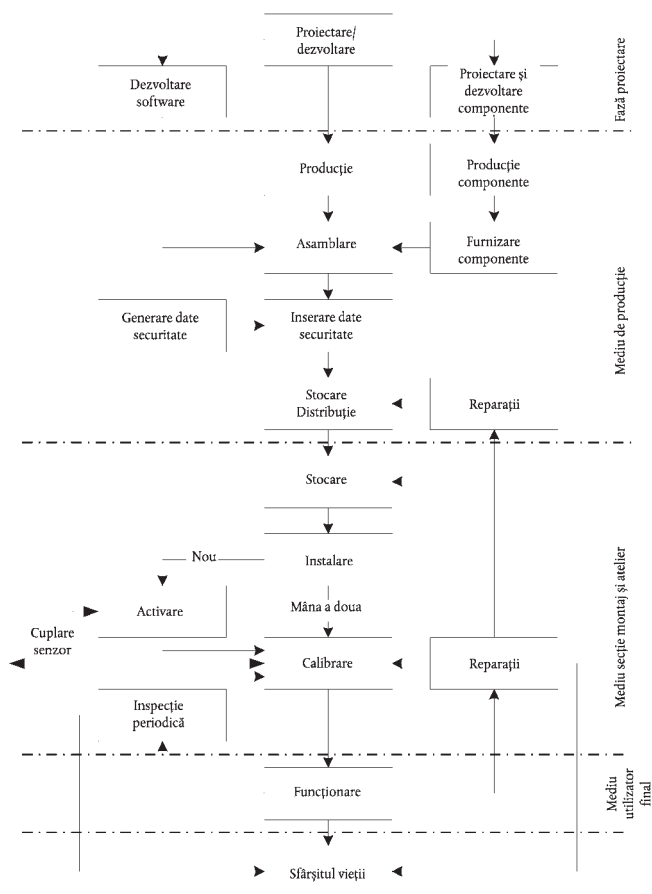 Proiectare/
dezvoltare
Dezvoltare
software
Proiectare și
dezvoltare
componente
Fază proiectare
Producție
Producție
componente
Asamblare
Furnizare
componente
Generare date
securitate
Inserare date
securitate
Mediu de producție
Stocare
Distribuție
Reparații
Stocare
Nou
Instalare
Activare
Mâna a doua
Cuplare
senzor
Calibrare
Reparații
Mediu secție montaj și atelier
Inspecție
periodică
Funcționare
Mediu
utilizator
final
Sfârșitul vieții